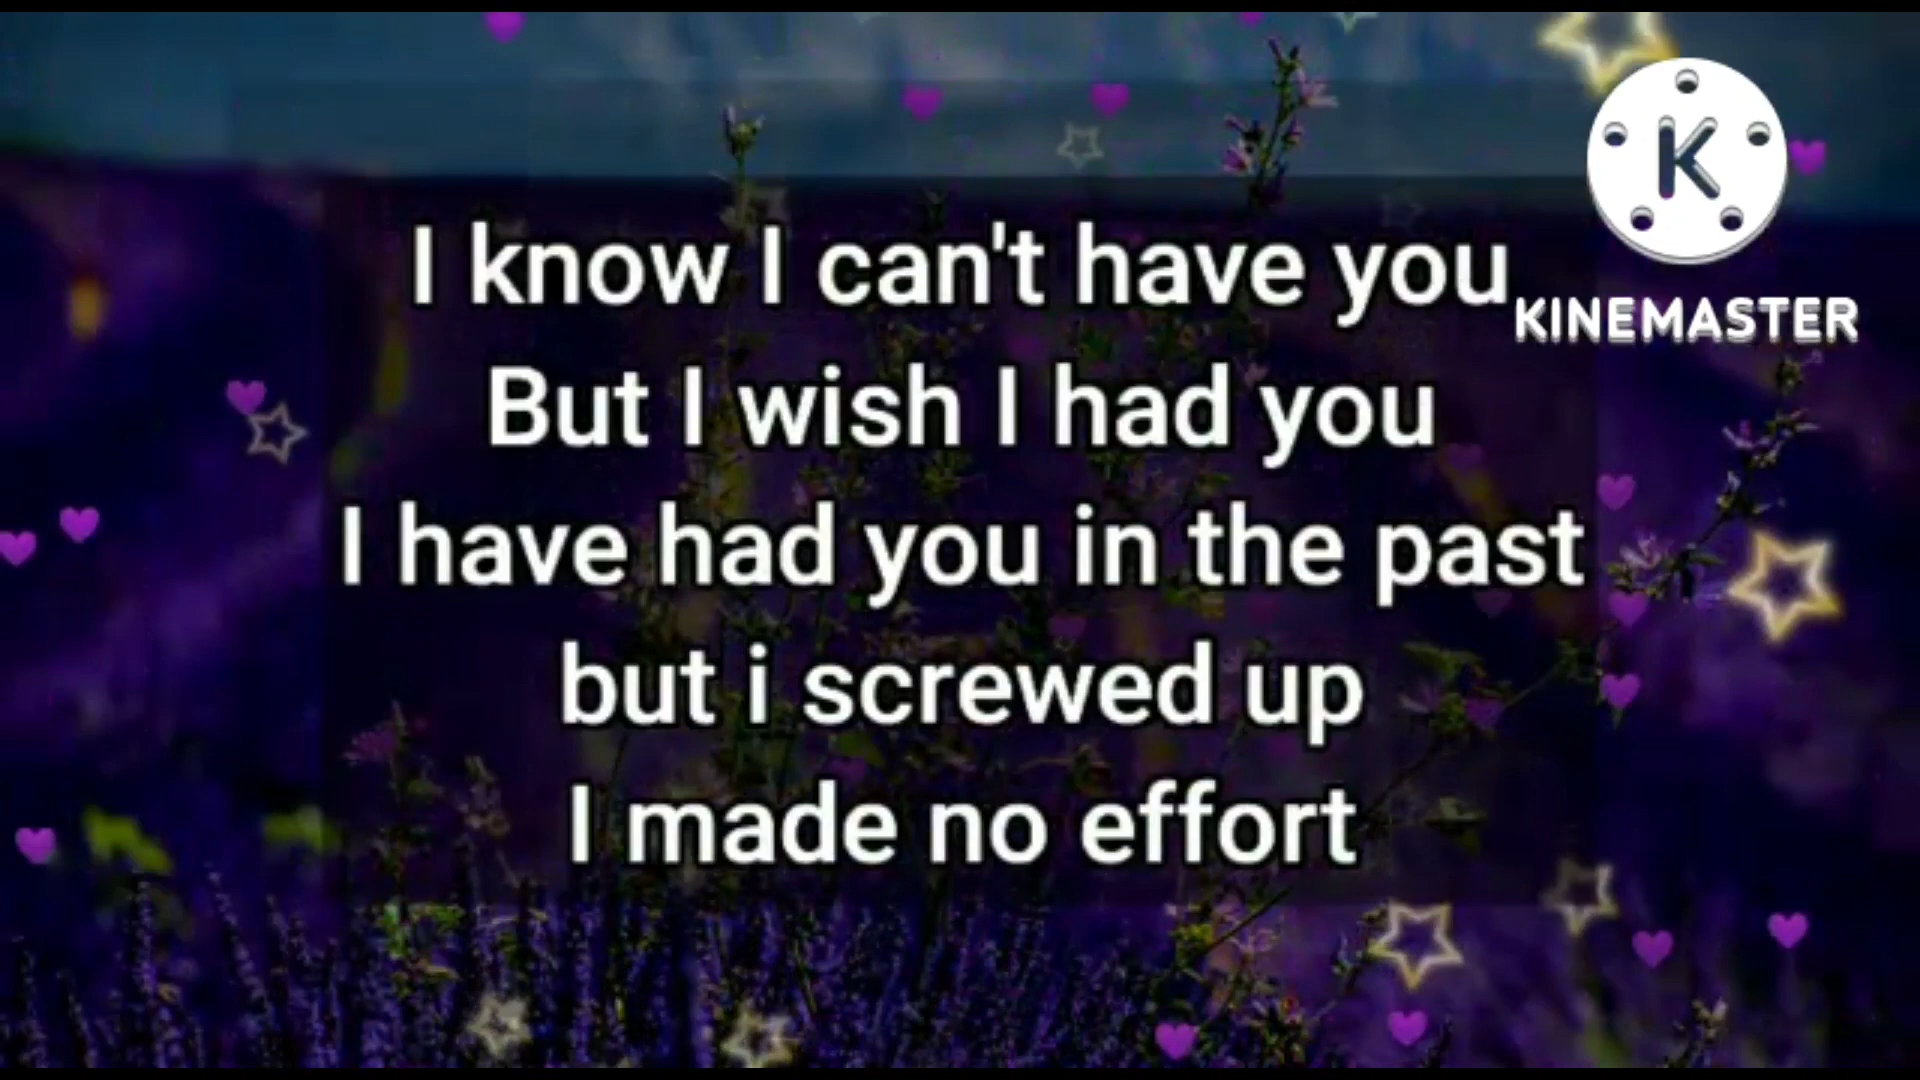 I know I can't have you
But I wish I had you
I have had you in the past
but i screwed up
I made no effort
K
KINEMASTER